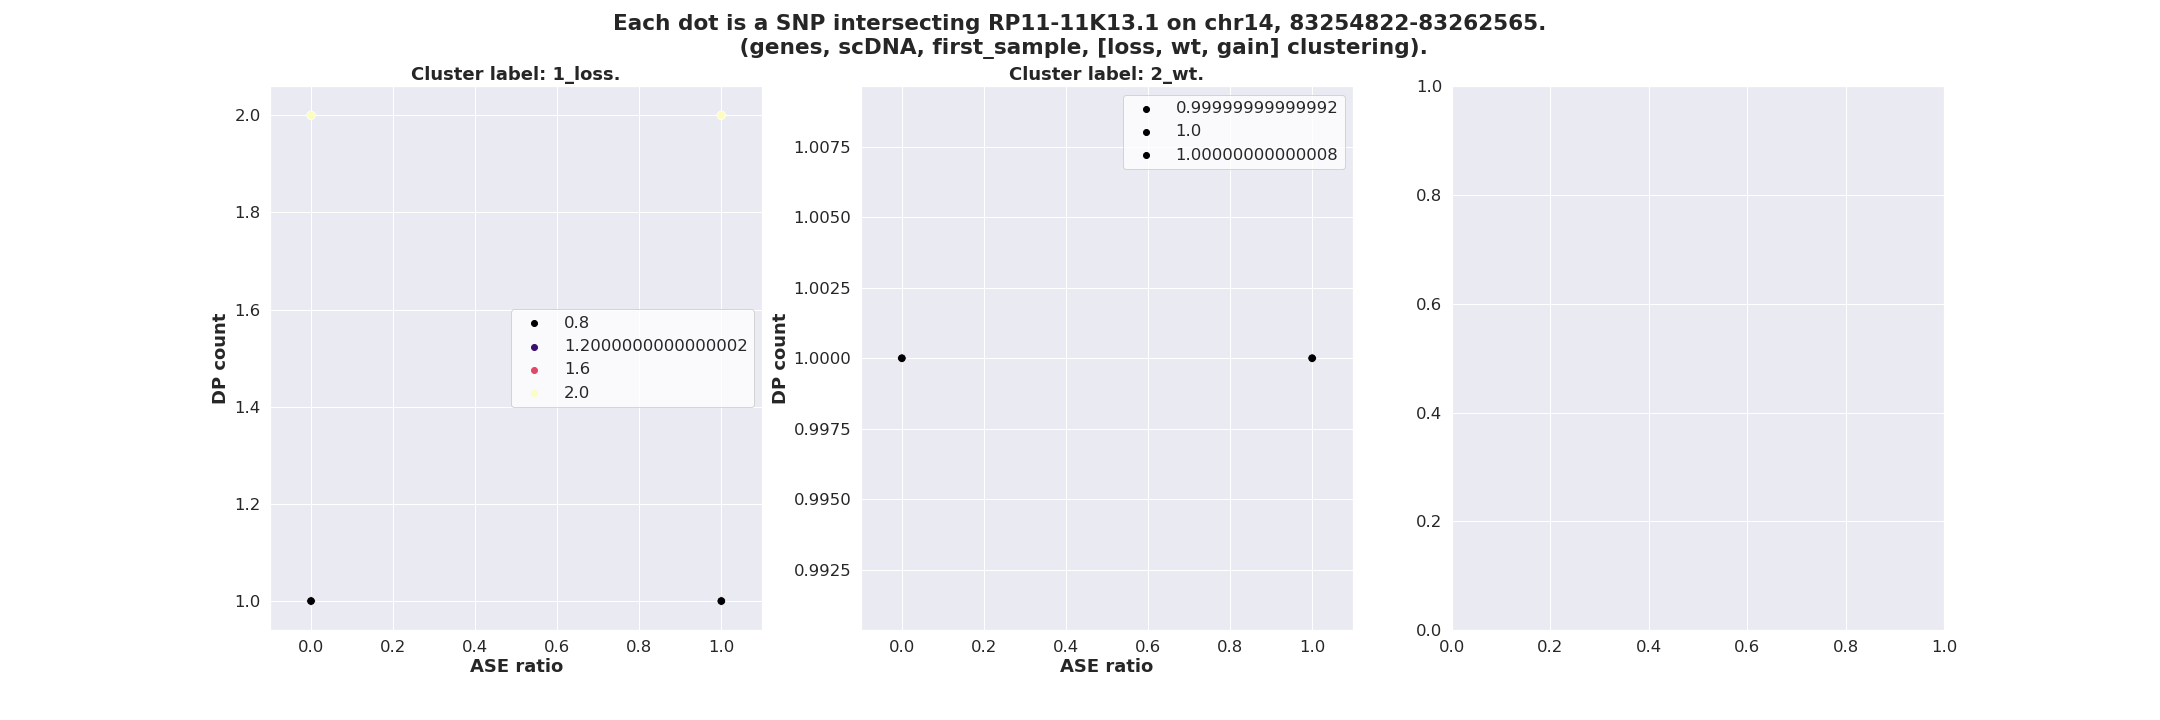 Each dot is a SNP intersecting RP11-11K13.1 on chr14, 83254822-83262565.
(genes, scDNA, first_sample, [loss, wt, gain] clustering).
Cluster label: 1_loss.
2.0
1.8
1.6
1.4
1.2
1.0
DP count
0.8
1.2000000000000002
1.6
2.0
0.0 0.2 0.4 0.6 0.8 1.0
ASE ratio
Cluster label: 2_wt.
1.0075
1.0050
1.0025
1.0000
0.9975
0.9950
0.9925
DP count
0.99999999999992
1.0
1.00000000000008
0.0 0.2 0.4 0.6 0.8 1.0
ASE ratio
1.0
0.8
0.6
0.4
0.2
0.0
0.0 0.2 0.4 0.6 0.8 1.0